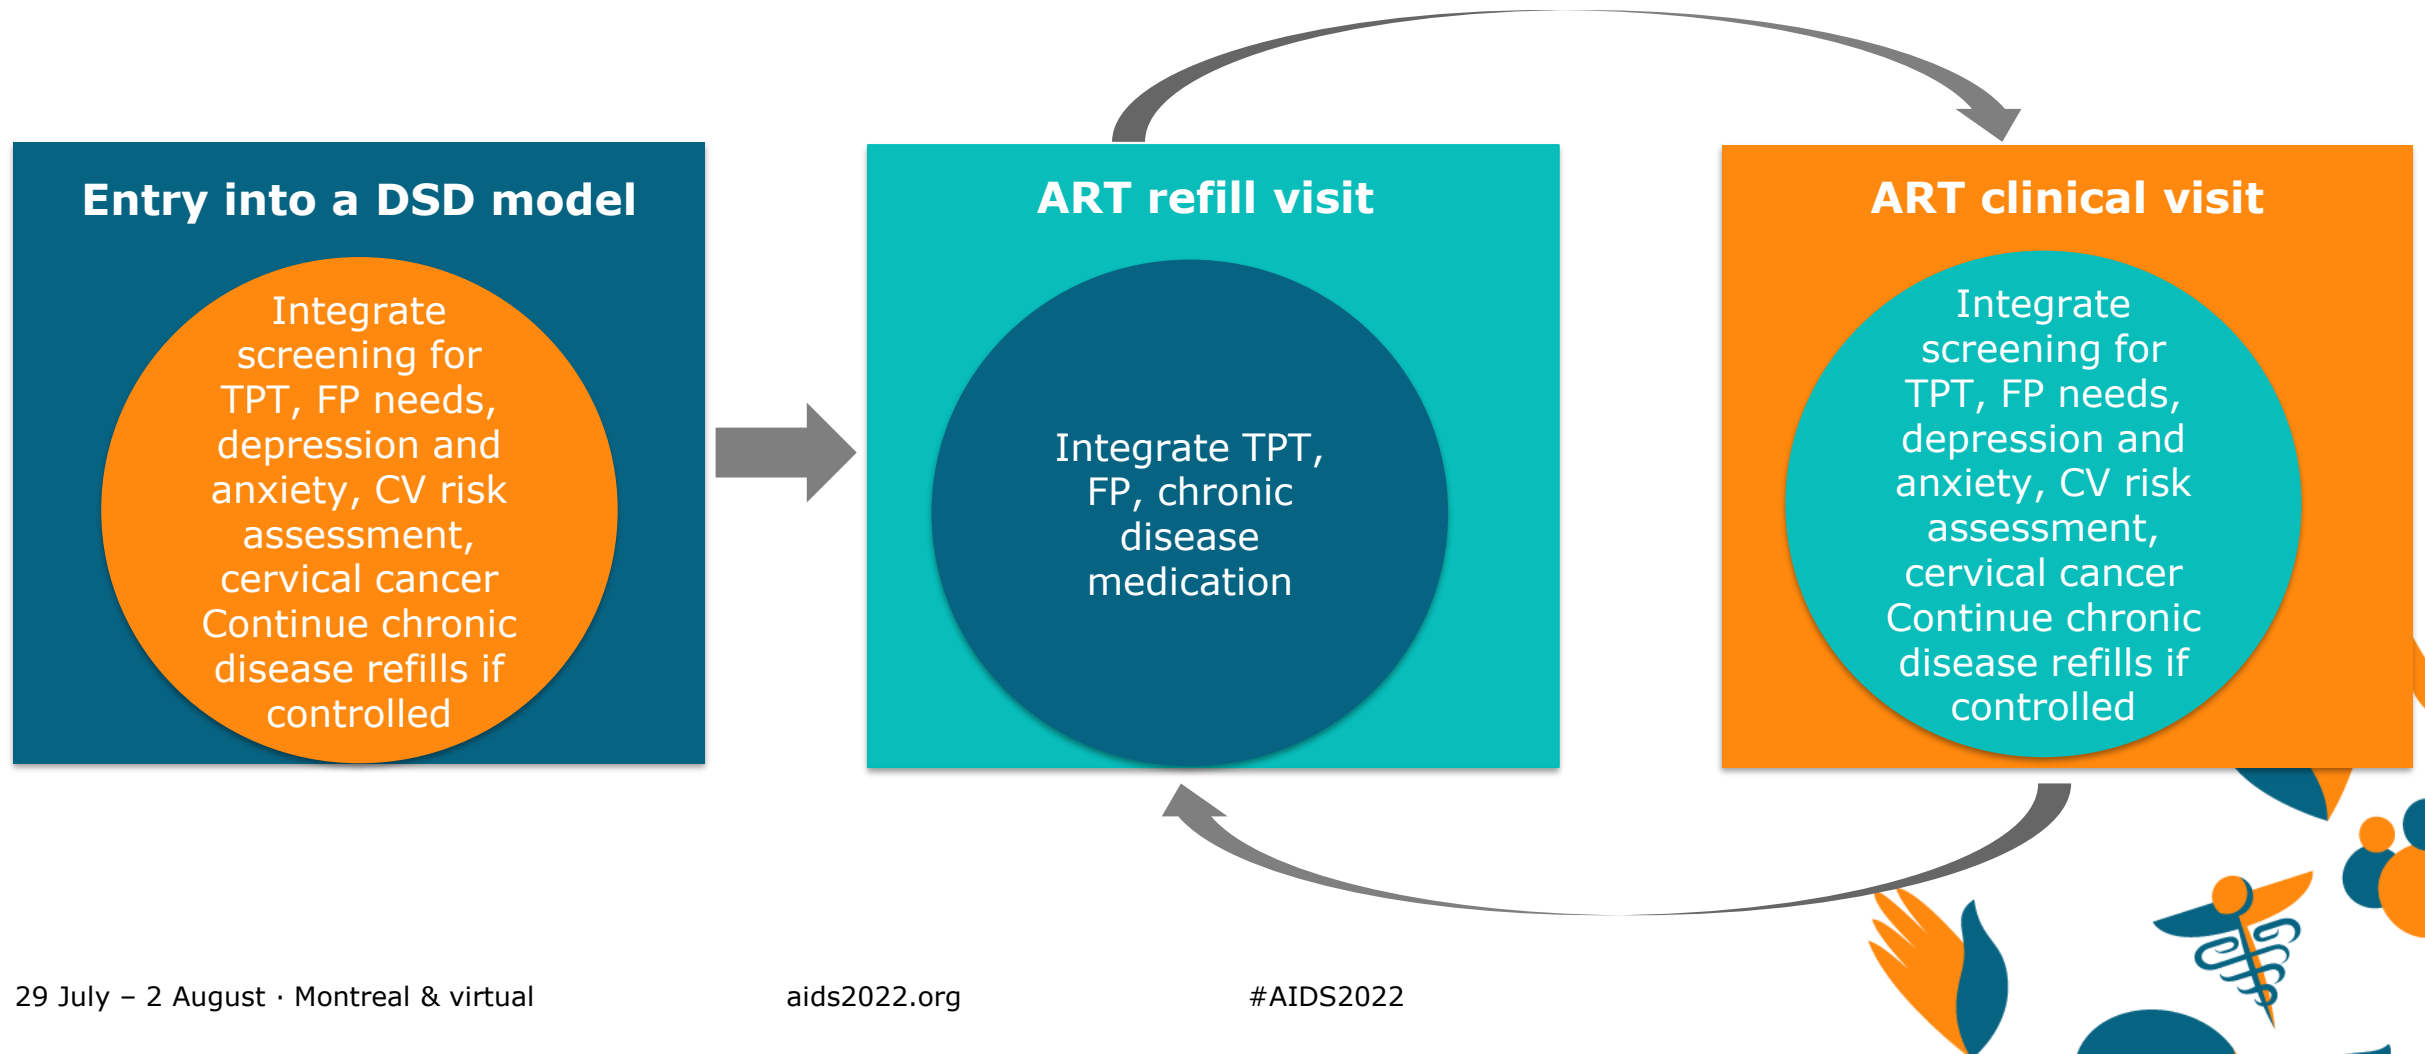 Entry into a DSD model
Integrate
screening for
TPT, FP needs,
depression and
anxiety, CV risk
assessment,
cervical cancer
Continue chronic
disease refills if
controlled
ART refill visit
Integrate TPT,
FP, chronic
disease
medication
ART clinical visit
Integrate
screening for
TPT, FP needs,
depression and
anxiety, CV risk
assessment,
cervical cancer
Continue chronic
disease refills if
controlled
29 July – 2 August · Montreal & virtual
aids2022.org
#AIDS2022